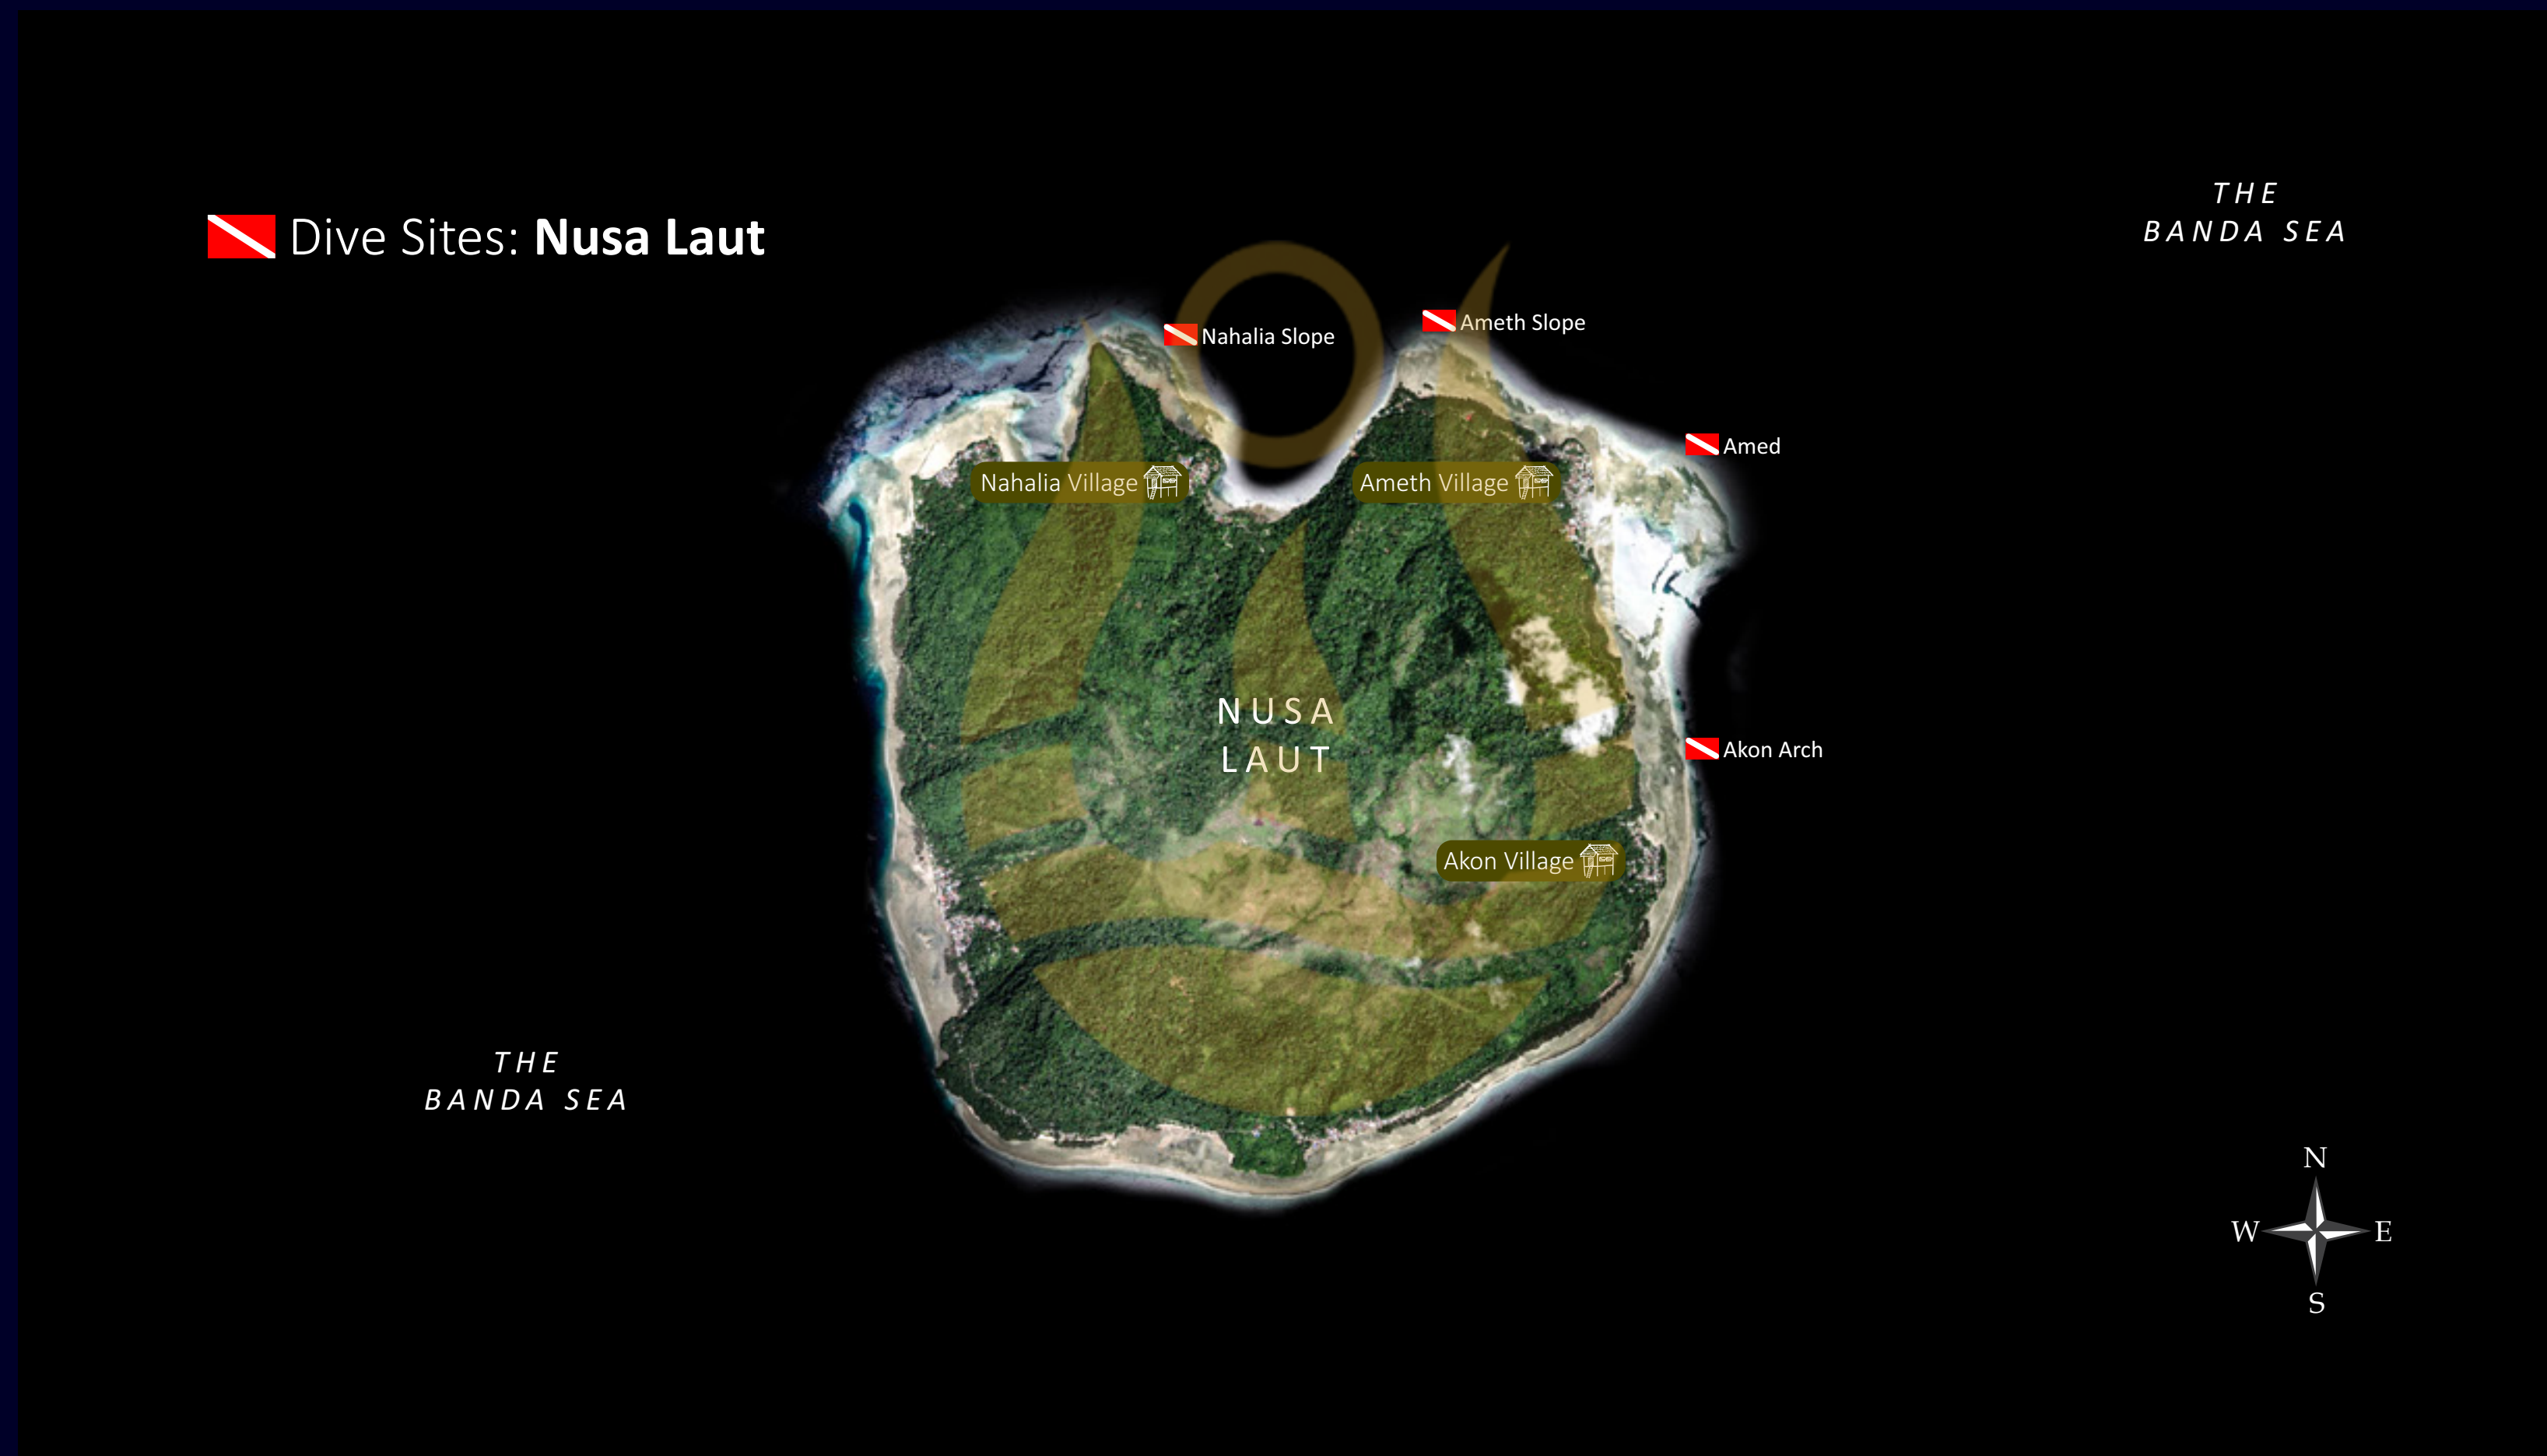 THE
BANDA SEA
Dive Sites: Nusa Laut
Nahalia Slope
Ameth Slope
Amed
Nahalia Village
Ameth Village
NUSA
LAUT
Akon Arch
Akon Village
THE
BANDA SEA
N
W E
S